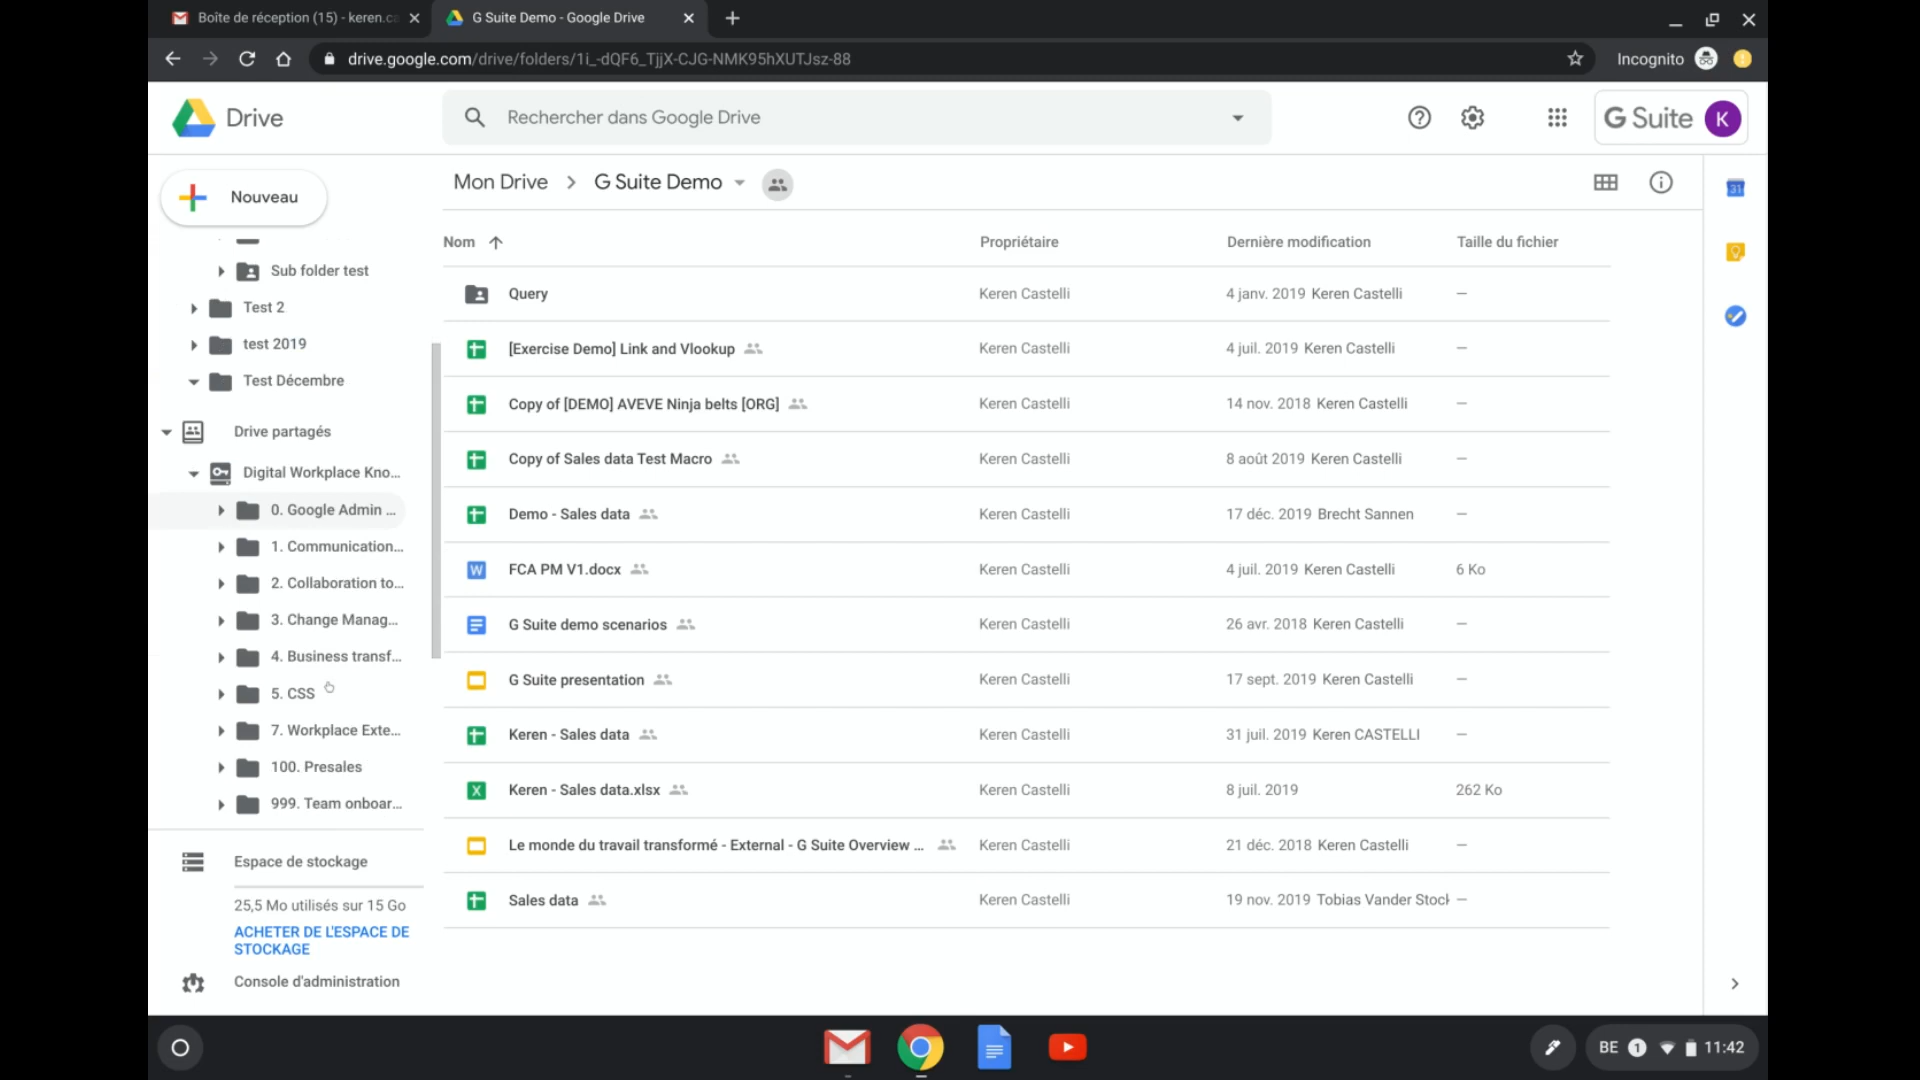 Boîte de réception (15) - keren.ca
G Suite Demo - Google Drive
drive.google.com/drive/folders/1i_-dQF6_TjjX-CJG-NMK95hXUTJsz-88
Incognito
Drive
Rechercher dans Google Drive
G Suite
K
Nouveau
Sub folder test
Test 2
test 2019
Test Décembre
Drive partagés
Digital Workplace Kno...
0. Google Admin ...
1. Communication...
2. Collaboration to...
3. Change Manag...
4. Business transf...
5. CSS
7. Workplace Exte...
100. Presales
999. Team onboar...
Espace de stockage
25,5 Mo utilisés sur 15 Go
ACHETER DE L'ESPACE DE
STOCKAGE
Console d'administration
Mon Drive > G Suite Demo
Nom Propriétaire Dernière modification Taille du fichier
Query Keren Castelli 4 janv. 2019 Keren Castelli —
[Exercise Demo] Link and Vlookup Keren Castelli 4 juil. 2019 Keren Castelli —
Copy of [DEMO] AVEVE Ninja belts [ORG] Keren Castelli 14 nov. 2018 Keren Castelli —
Copy of Sales data Test Macro Keren Castelli 8 août 2019 Keren Castelli —
Demo - Sales data Keren Castelli 17 déc. 2019 Brecht Sannen —
W FCA PM V1.docx Keren Castelli 4 juil. 2019 Keren Castelli 6 Ko
G Suite demo scenarios Keren Castelli 26 avr. 2018 Keren Castelli —
G Suite presentation Keren Castelli 17 sept. 2019 Keren Castelli —
Keren - Sales data Keren Castelli 31 juil. 2019 Keren CASTELLI —
X Keren - Sales data.xlsx Keren Castelli 8 juil. 2019 262 Ko
Le monde du travail transformé - External - G Suite Overview ... Keren Castelli 21 déc. 2018 Keren Castelli —
Sales data Keren Castelli 19 nov. 2019 Tobias Vander Stock —
31
BE 1 11:42